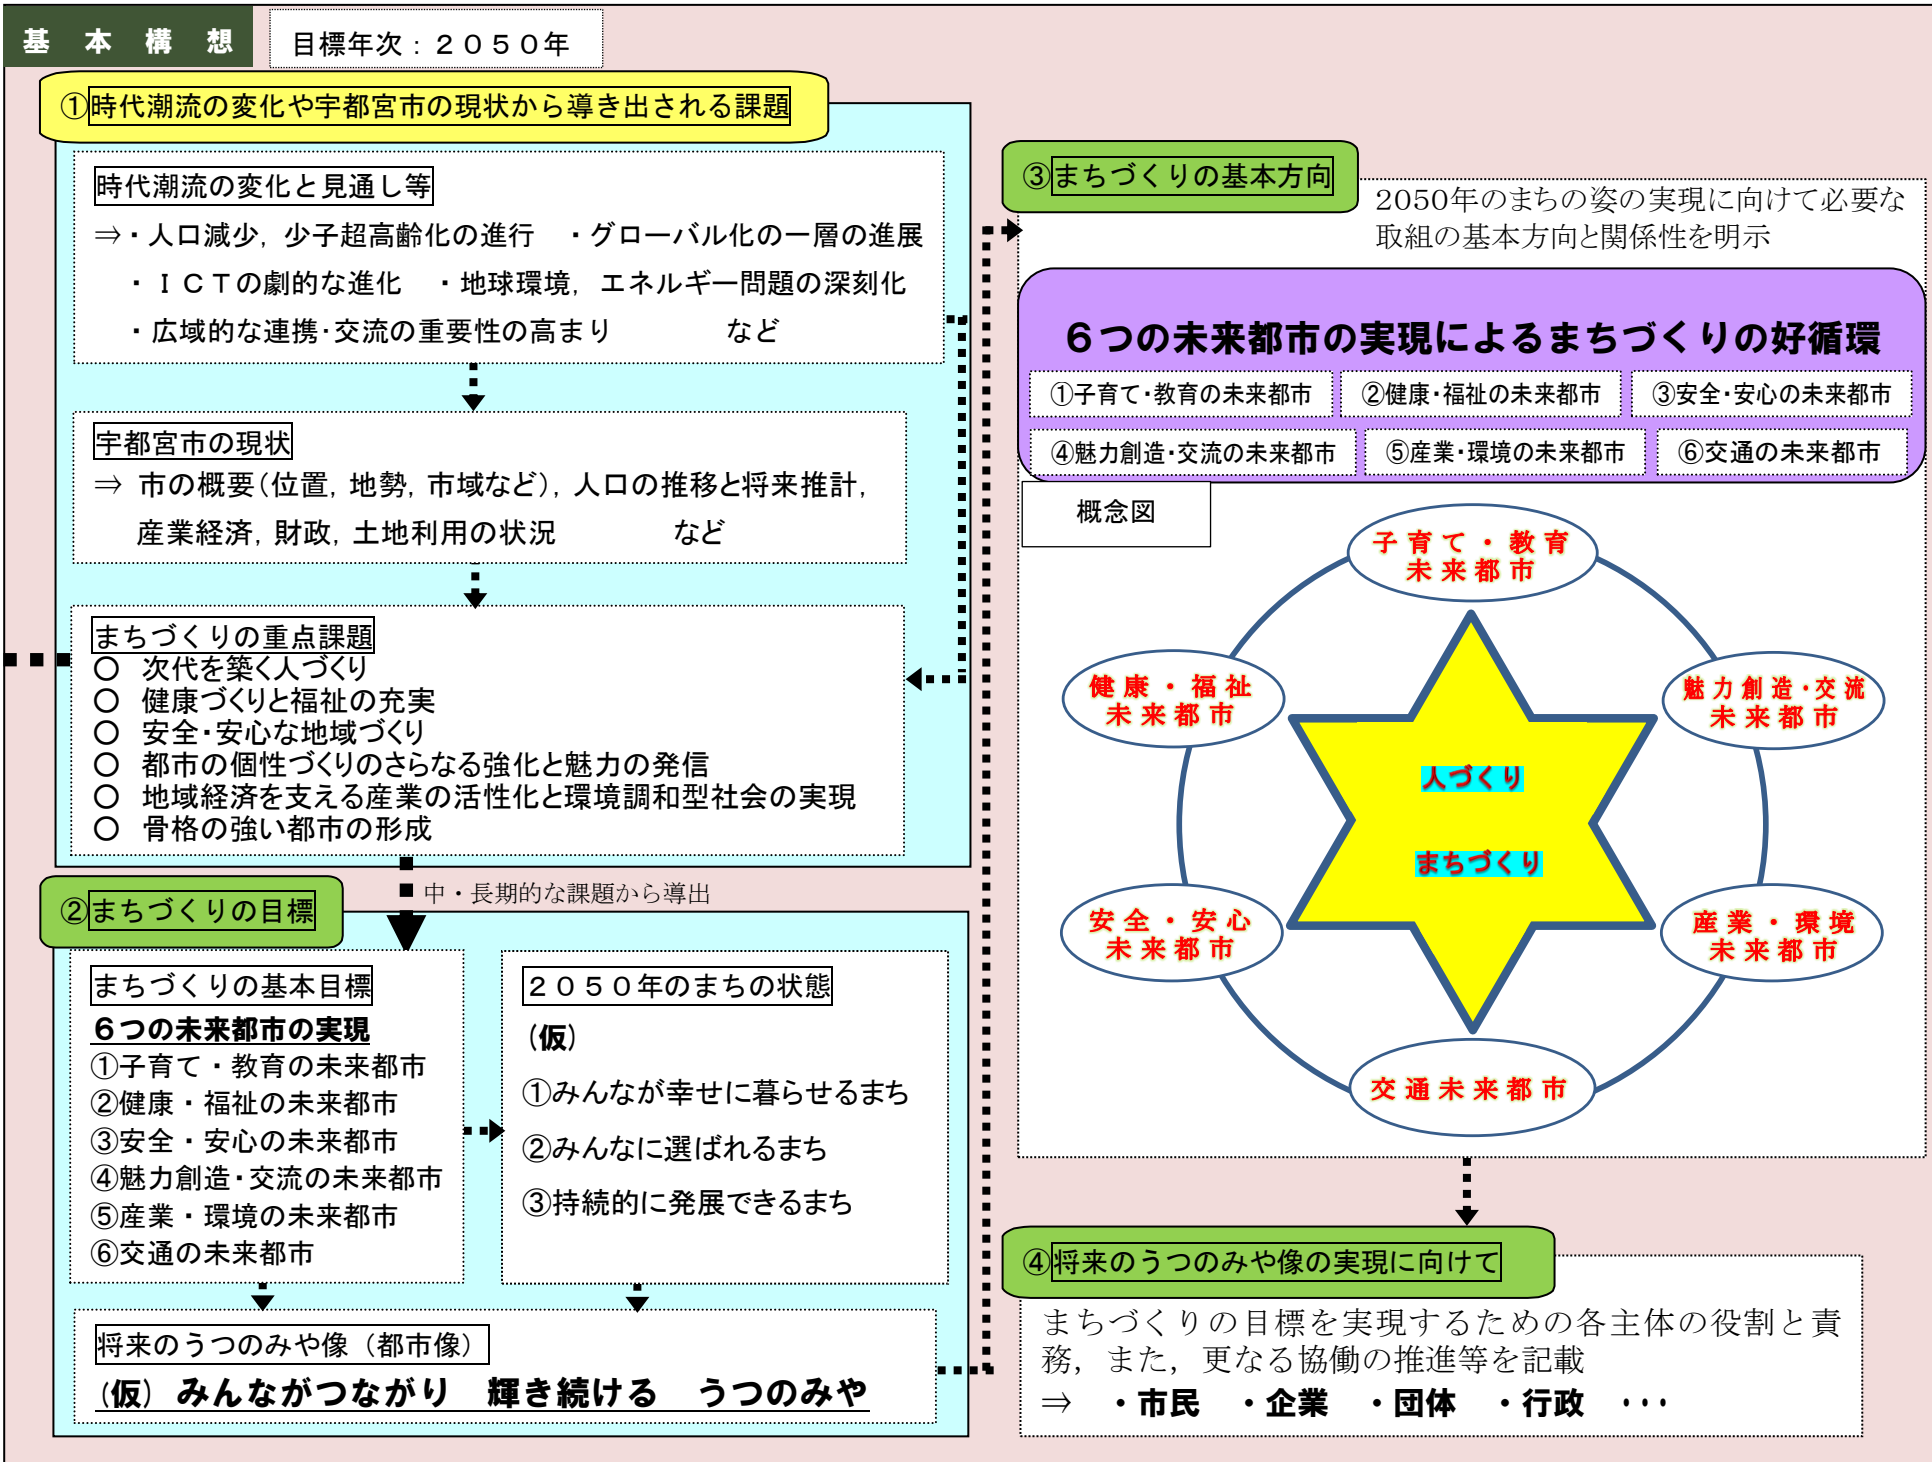 基本構想
目標年次：２０５０年
①時代潮流の変化や宇都宮市の現状から導き出される課題
時代潮流の変化と見通し等
⇒・人口減少，少子超高齢化の進行　・グローバル化の一層の進展
・ＩＣＴの劇的な進化　・地球環境，エネルギー問題の深刻化
・広域的な連携・交流の重要性の高まり　　　など
宇都宮市の現状
⇒ 市の概要（位置，地勢，市域など），人口の推移と将来推計，
産業経済，財政，土地利用の状況　　　など
まちづくりの重点課題
○　次代を築く人づくり
○　健康づくりと福祉の充実
○　安全・安心な地域づくり
○　都市の個性づくりのさらなる強化と魅力の発信
○　地域経済を支える産業の活性化と環境調和型社会の実現
○　骨格の強い都市の形成
中・長期的な課題から導出
②まちづくりの目標
まちづくりの基本目標
６つの未来都市の実現
①子育て・教育の未来都市
②健康・福祉の未来都市
③安全・安心の未来都市
④魅力創造・交流の未来都市
⑤産業・環境の未来都市
⑥交通の未来都市
２０５０年のまちの状態
（仮）
①みんなが幸せに暮らせるまち
②みんなに選ばれるまち
③持続的に発展できるまち
将来のうつのみや像（都市像）
（仮）みんながつながり　輝き続ける　うつのみや
③まちづくりの基本方向
2050年のまちの姿の実現に向けて必要な
取組の基本方向と関係性を明示
６つの未来都市の実現によるまちづくりの好循環
①子育て・教育の未来都市　②健康・福祉の未来都市　③安全・安心の未来都市
④魅力創造・交流の未来都市　⑤産業・環境の未来都市　⑥交通の未来都市
概念図
子育て・教育
未来都市
健康・福祉
未来都市
魅力創造・交流
未来都市
人づくり
まちづくり
安全・安心
未来都市
産業・環境
未来都市
交通未来都市
④将来のうつのみや像の実現に向けて
まちづくりの目標を実現するための各主体の役割と責
務，また，更なる協働の推進等を記載
⇒　・市民　・企業　・団体　・行政　・・・